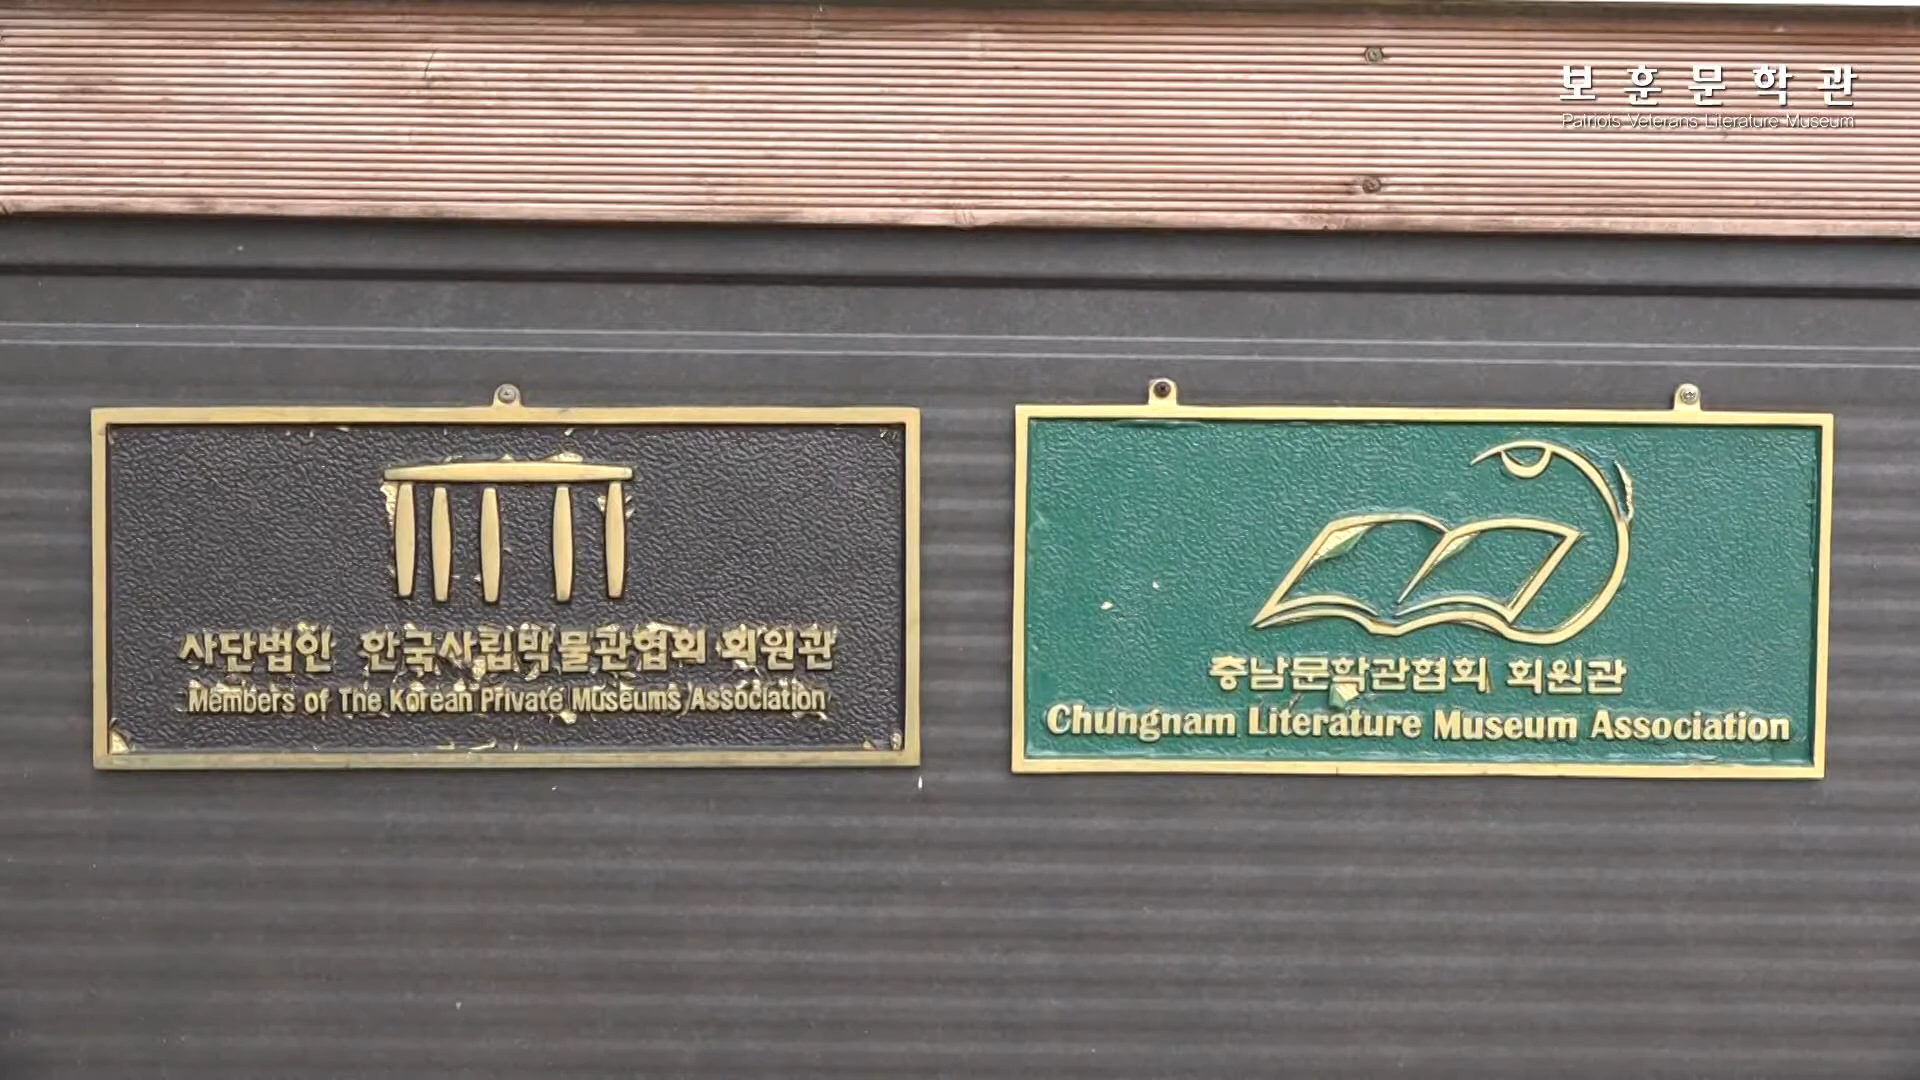 보훈문학관
Patriots Veterans Literature Museum
사단법인 한국사립박물관협회 회원관
Members of The Korean Private Museums Association
충남문학관협회 회원관
Chungnam Literature Museum Association